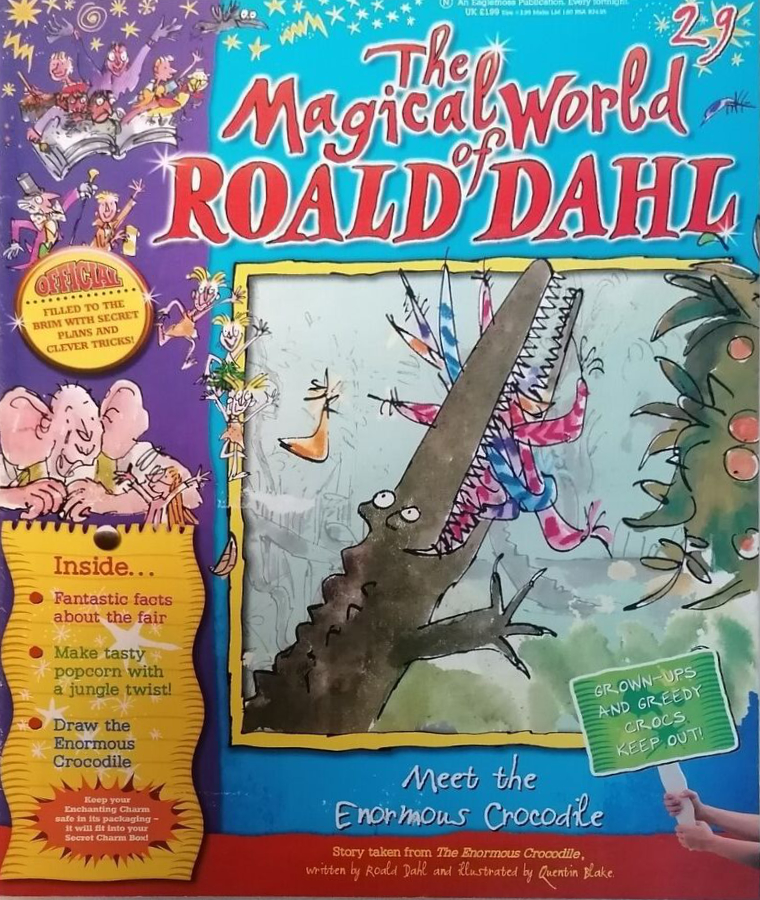 An Eaglemoss Publication. Every fortnight.
UK £1.99
29
The
Magical World
of
ROALD DAHL
OFFICIAL
FILLED TO THE
BRIM WITH SECRET
PLANS AND
CLEVER TRICKS!
Inside...
Fantastic facts
about the fair
Make tasty
popcorn with
a jungle twist!
Draw the
Enormous
Crocodile
Keep your
Enchanting Charm
safe in its packaging –
it will fit into your
Secret Charm Box!
GROWN-UPS
AND GREEDY
CROCS
KEEP OUT!
Meet the
Enormous Crocodile
Story taken from The Enormous Crocodile,
written by Roald Dahl and illustrated by Quentin Blake.